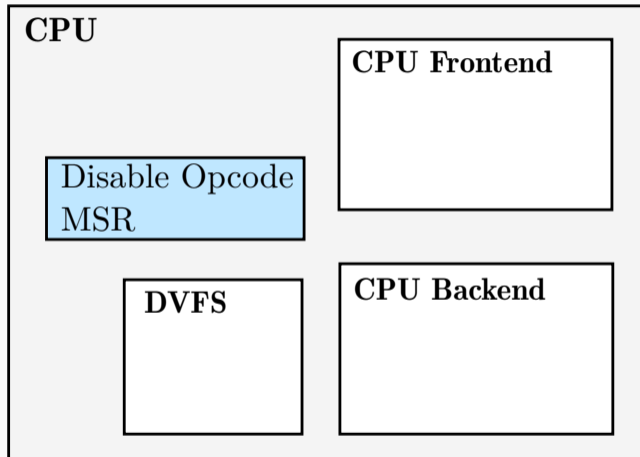 CPU
CPU Frontend
Disable Opcode
MSR
DVFS
CPU Backend